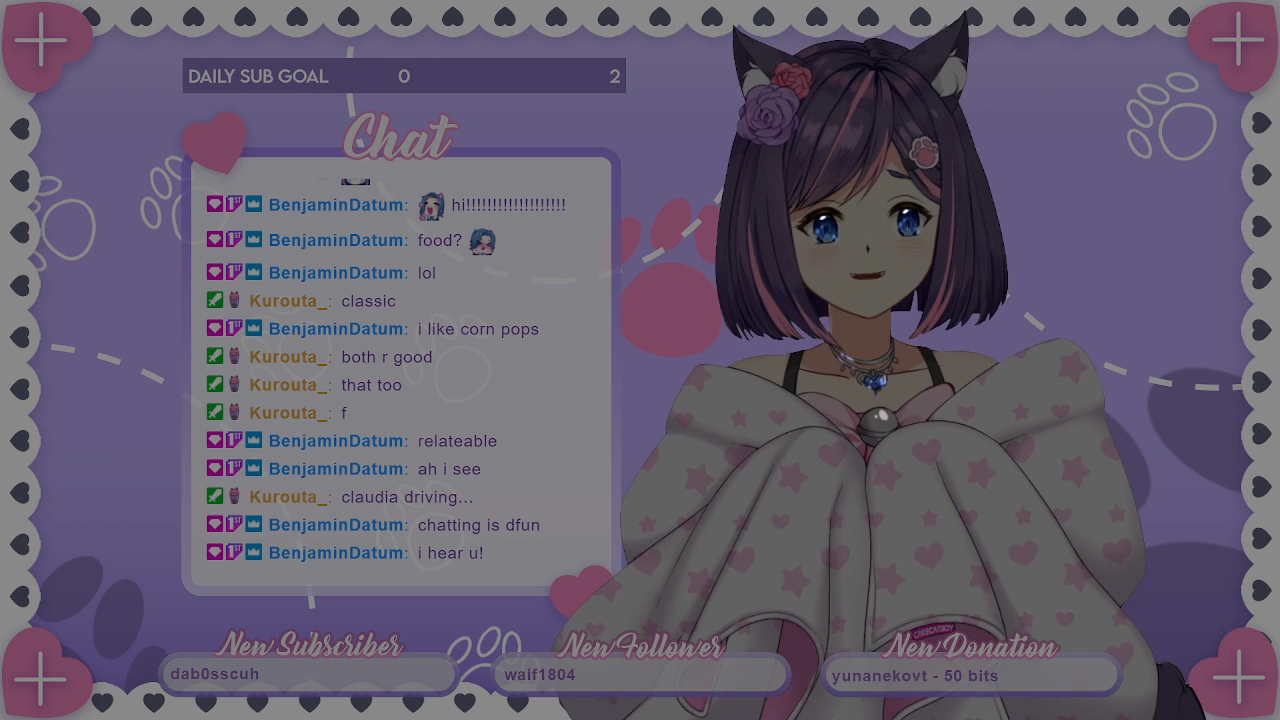 DAILY SUB GOAL 0 2
Chat
BenjaminDatum: hi!!!!!!!!!!!!!!!!!!!
BenjaminDatum: food?
BenjaminDatum: lol
Kurouta_: classic
BenjaminDatum: i like corn pops
Kurouta_: both r good
Kurouta_: that too
Kurouta_: f
BenjaminDatum: relateable
BenjaminDatum: ah i see
Kurouta_: claudia driving...
BenjaminDatum: chatting is dfun
BenjaminDatum: i hear u!
New Subscriber
dab0sscuh
New Follower
waif1804
New Donation
yunanekovt - 50 bits